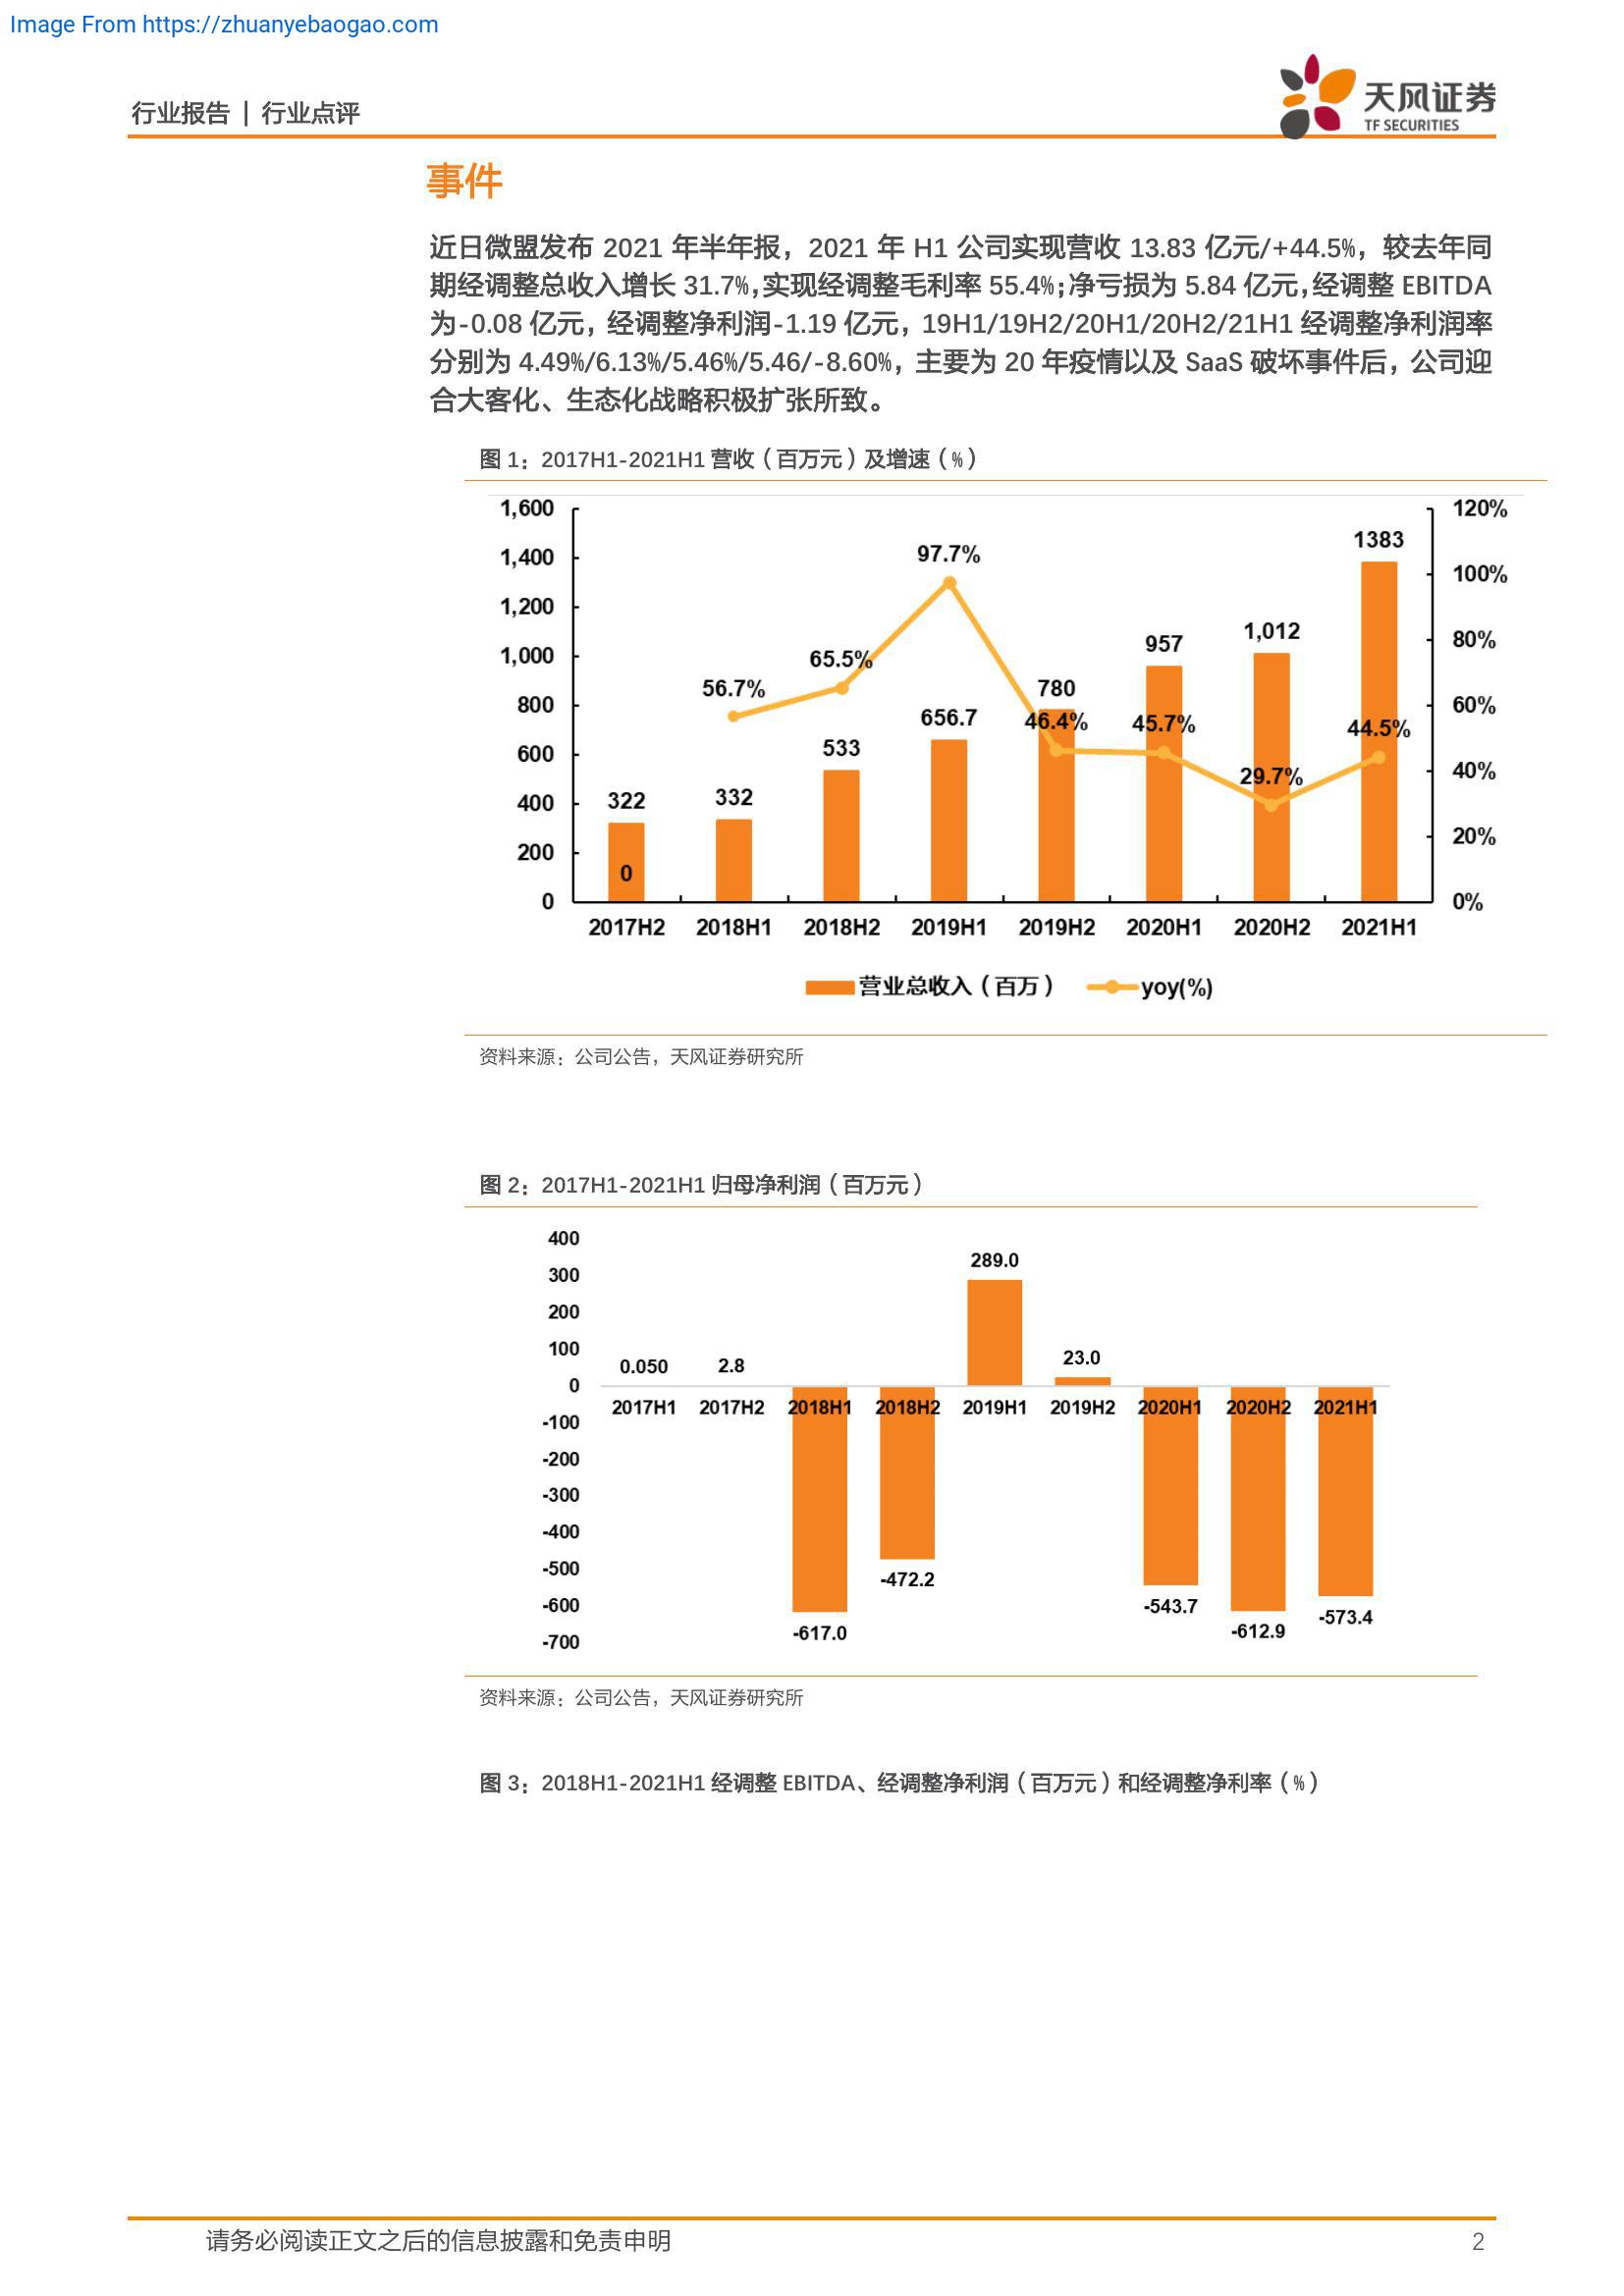 Image From https://zhuanyebaogao.com
行业报告 | 行业点评
天风证券
TF SECURITIES
事件
近日微盟发布 2021 年半年报，2021 年 H1 公司实现营收 13.83 亿元/+44.5%，较去年同
期经调整总收入增长 31.7%,实现经调整毛利率 55.4%;净亏损为 5.84 亿元,经调整 EBITDA
为-0.08 亿元，经调整净利润-1.19 亿元，19H1/19H2/20H1/20H2/21H1 经调整净利润率
分别为 4.49%/6.13%/5.46%/5.46/-8.60%，主要为 20 年疫情以及 SaaS 破坏事件后，公司迎
合大客化、生态化战略积极扩张所致。
图 1：2017H1-2021H1 营收（百万元）及增速（%）
1,600
1,400
1,200
1,000
800
600
400
200
0
120%
100%
80%
60%
40%
20%
0%
322
332
533
656.7
780
957
1,012
1383
0
56.7%
65.5%
97.7%
46.4%
45.7%
29.7%
44.5%
2017H2 2018H1 2018H2 2019H1 2019H2 2020H1 2020H2 2021H1
营业总收入（百万） yoy(%)
资料来源：公司公告，天风证券研究所
图 2：2017H1-2021H1 归母净利润（百万元）
400
300
200
100
0
-100
-200
-300
-400
-500
-600
-700
0.050
2.8
-617.0
-472.2
289.0
23.0
-543.7
-612.9
-573.4
2017H1 2017H2 2018H1 2018H2 2019H1 2019H2 2020H1 2020H2 2021H1
资料来源：公司公告，天风证券研究所
图 3：2018H1-2021H1 经调整 EBITDA、经调整净利润（百万元）和经调整净利率（%）
请务必阅读正文之后的信息披露和免责申明
2